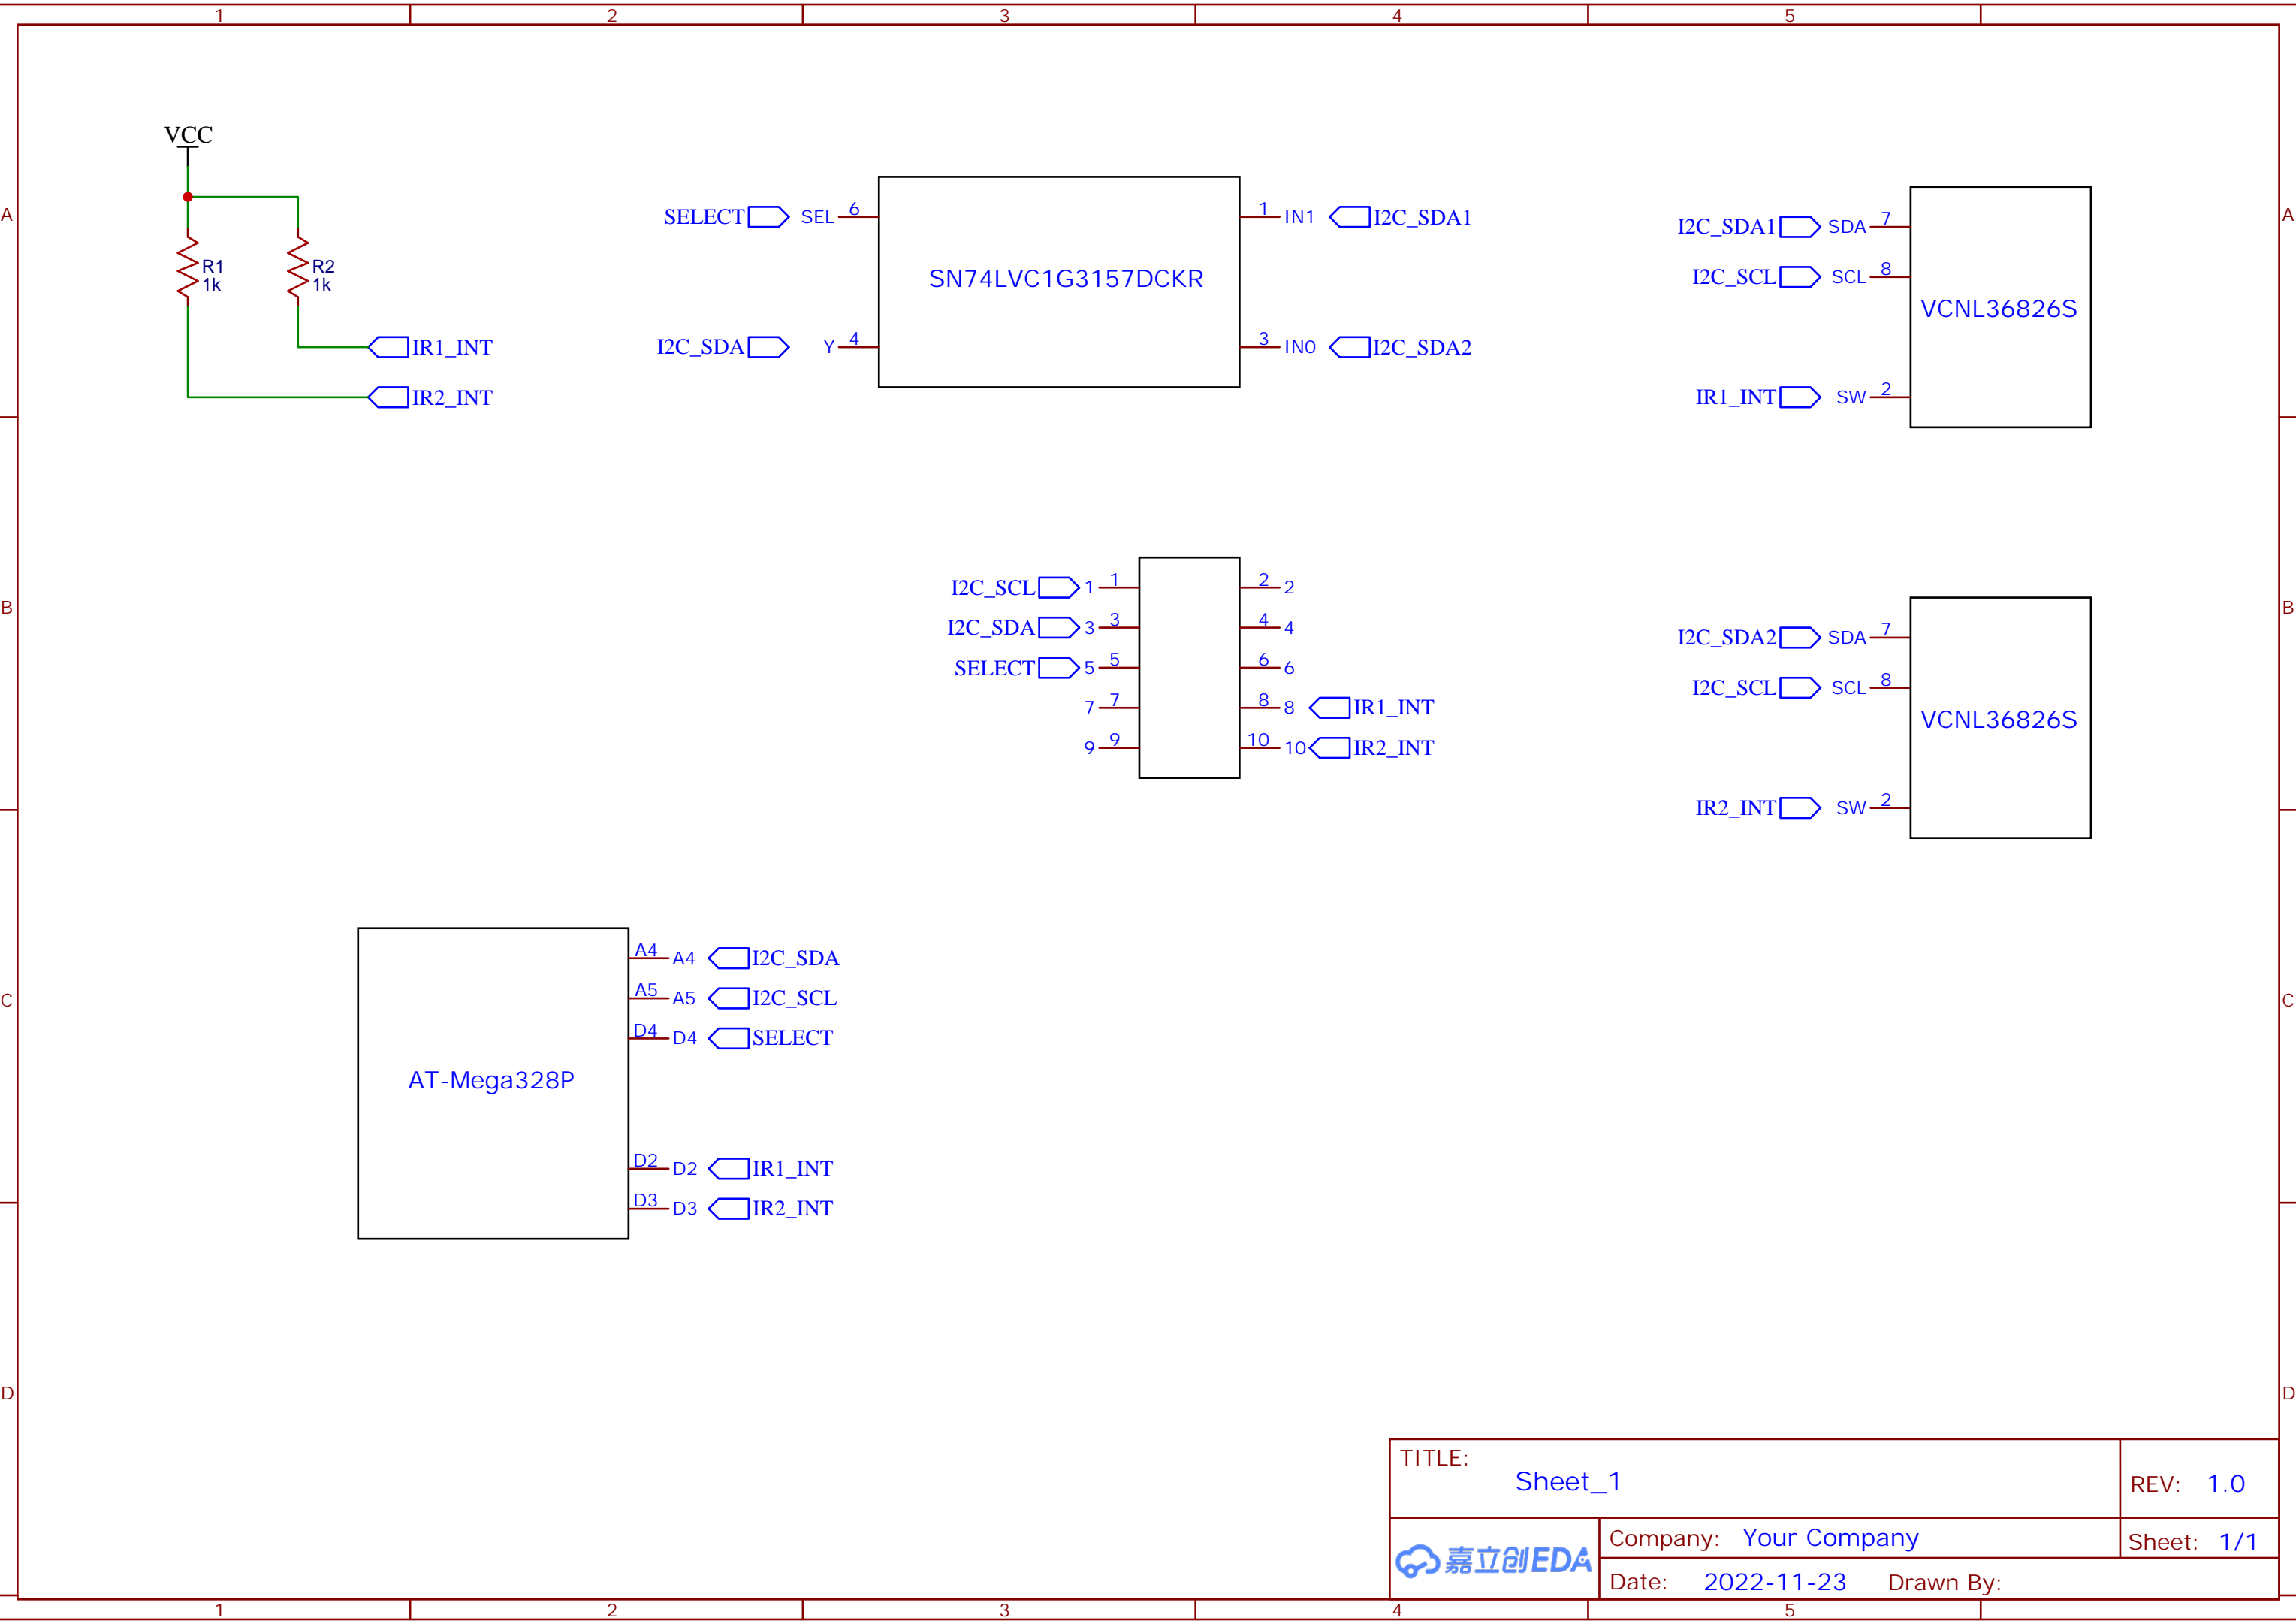 1 2 3 4 5
A A
VCC
R1
1k
R2
1k
IR1_INT
IR2_INT
SELECT SEL 6
I2C_SDA Y 4
SN74LVC1G3157DCKR
1 IN1 I2C_SDA1
3 IN0 I2C_SDA2
I2C_SDA1 SDA 7
I2C_SCL SCL 8
VCNL36826S
IR1_INT SW 2
B B
I2C_SCL 1 1
I2C_SDA 3 3
SELECT 5 5
7 7
9 9
2 2
4 4
6 6
8 8 IR1_INT
10 10 IR2_INT
I2C_SDA2 SDA 7
I2C_SCL SCL 8
VCNL36826S
IR2_INT SW 2
C C
AT-Mega328P
A4 A4 I2C_SDA
A5 A5 I2C_SCL
D4 D4 SELECT
D2 D2 IR1_INT
D3 D3 IR2_INT
D D
TITLE:
Sheet_1
REV: 1.0
嘉立创EDA
Company: Your Company
Sheet: 1/1
Date: 2022-11-23 Drawn By:
1 2 3 4 5